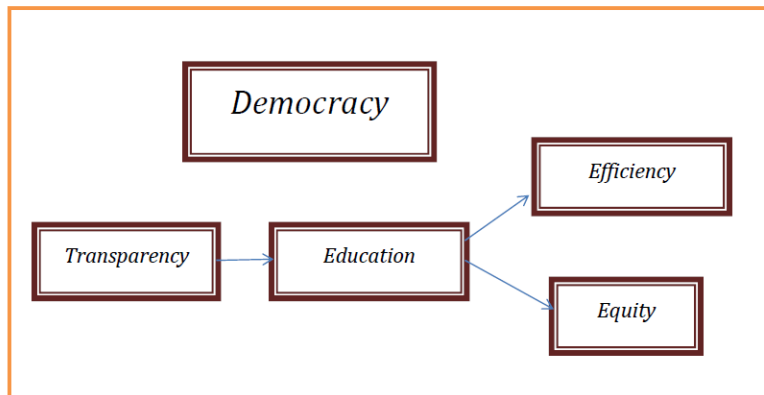 Democracy
Efficiency
Transparency
Education
Equity